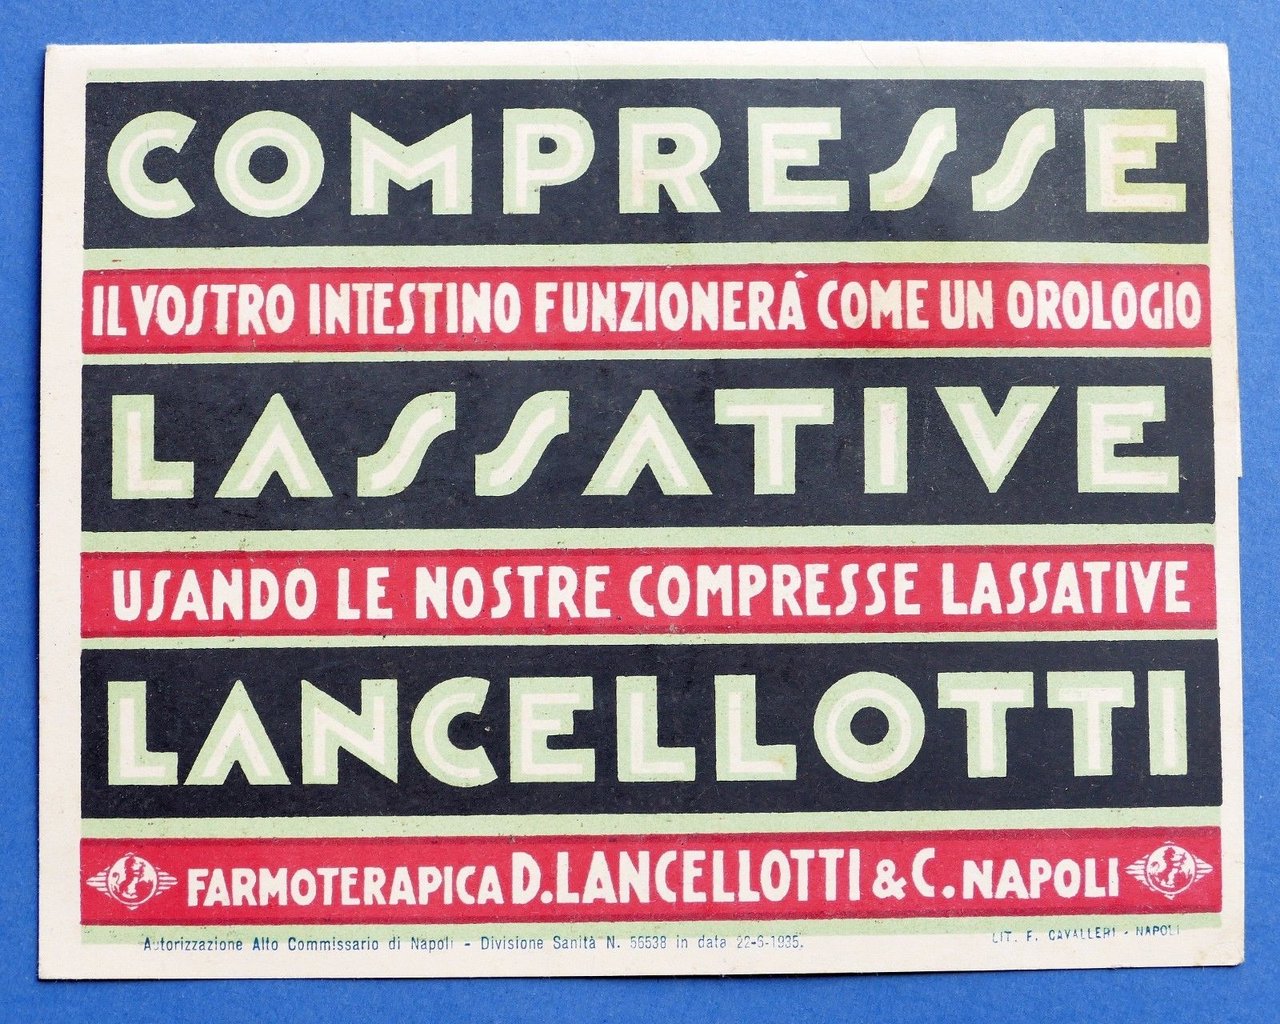 COMPRESSE
IL VOSTRO INTESTINO FUNZIONERÀ COME UN OROLOGIO
LASSATIVE
USANDO LE NOSTRE COMPRESSE LASSATIVE
LANCELLOTTI
FARMOTERAPICA D. LANCELLOTTI & C. NAPOLI
Autorizzazione Alto Commissario di Napoli - Divisione Sanità N. 56538 in data 22-6-1935.
LIT. F. CAVALLERI - NAPOLI